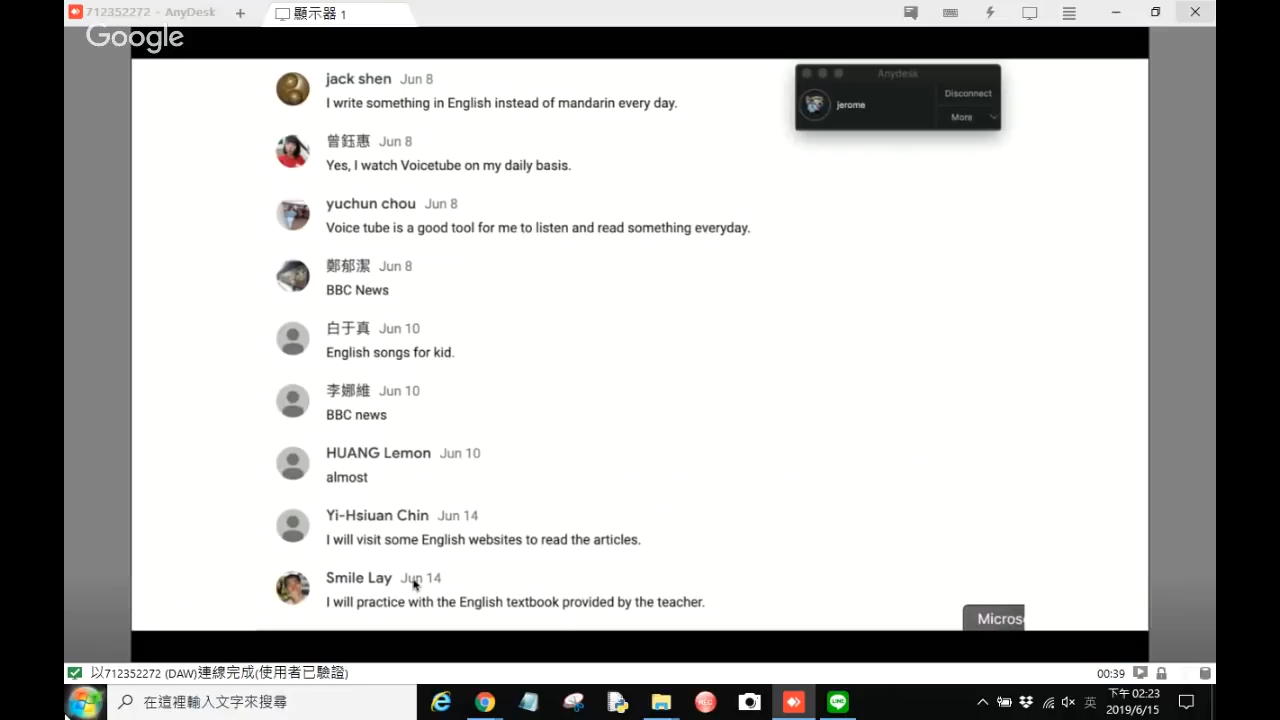 712352272 - AnyDesk
顯示器 1
Google
jack shen Jun 8
I write something in English instead of mandarin every day.
曾鈺惠 Jun 8
Yes, I watch Voicetube on my daily basis.
yuchun chou Jun 8
Voice tube is a good tool for me to listen and read something everyday.
鄭郁潔 Jun 8
BBC News
白于真 Jun 10
English songs for kid.
李娜維 Jun 10
BBC news
HUANG Lemon Jun 10
almost
Yi-Hsiuan Chin Jun 14
I will visit some English websites to read the articles.
Smile Lay Jun 14
I will practice with the English textbook provided by the teacher.
Anydesk
jerome
Disconnect
More
Micros
以712352272 (DAW)連線完成(使用者已驗證)
00:39
在這裡輸入文字來搜尋
REC
LINE
英
下午 02:23
2019/6/15